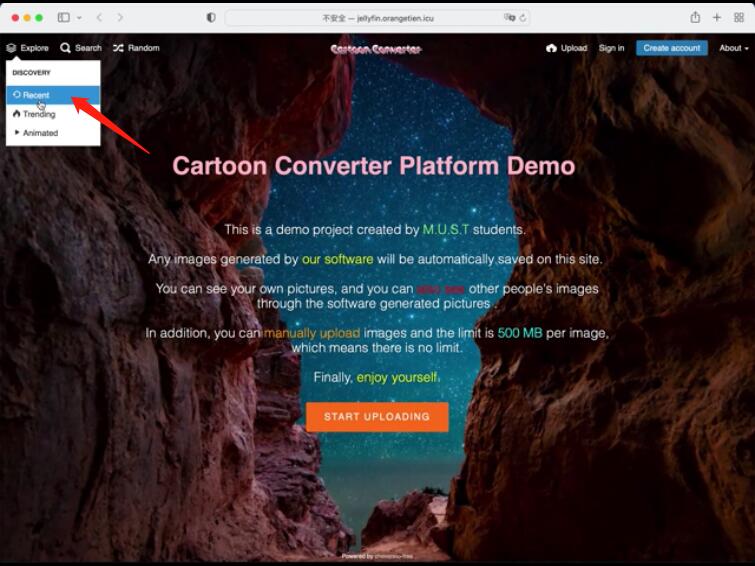 不安全 — jellyfin.orangetien.icu
Explore Search Random Cartoon Converter Upload Sign in Create account About
DISCOVERY
Recent
Trending
Animated
Cartoon Converter Platform Demo
This is a demo project created by M.U.S.T students.
Any images generated by our software will be automatically saved on this site.
You can see your own pictures, and you can also see other people's images
through the software generated pictures.
In addition, you can manually upload images and the limit is 500 MB per image,
which means there is no limit.
Finally, enjoy yourself.
START UPLOADING
Powered by chevereto-free